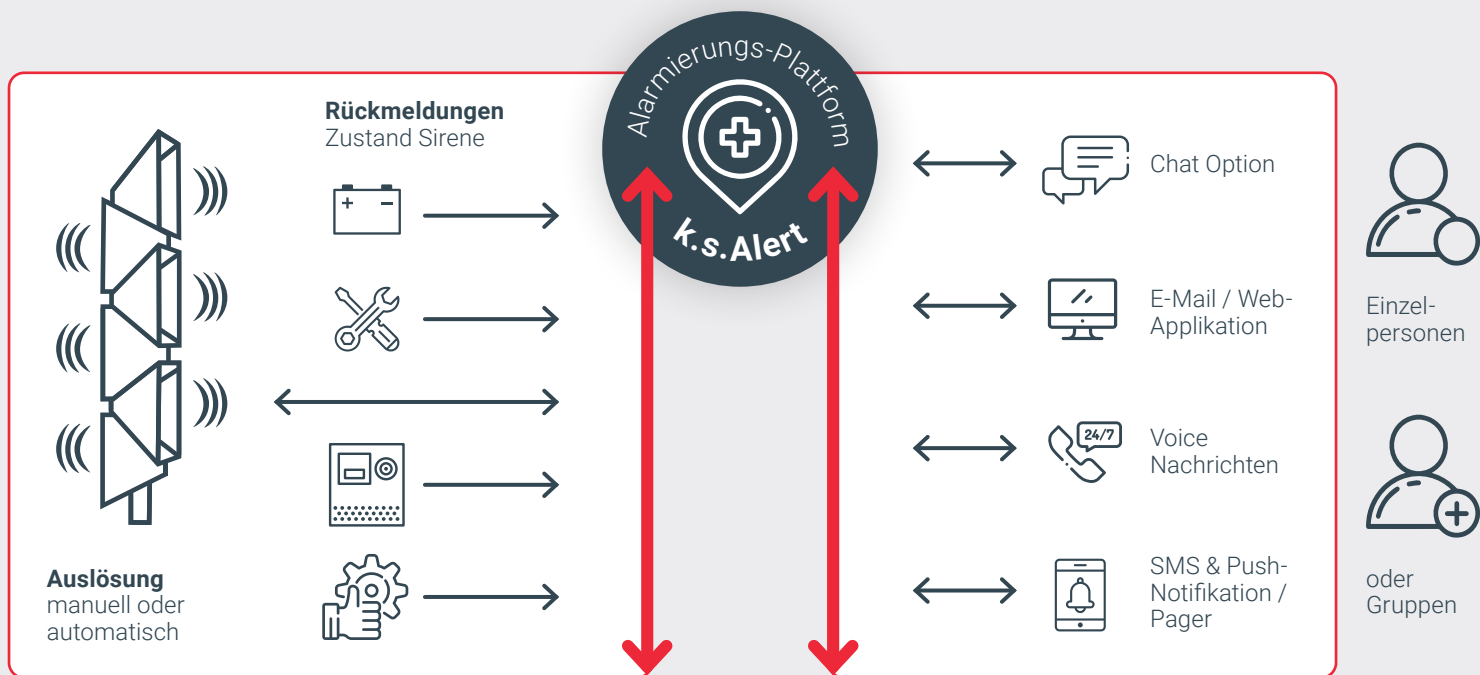 Alarmierungs-Plattform
k.s.Alert
Rückmeldungen
Zustand Sirene
+ −
Auslösung
manuell oder
automatisch
Chat Option
E-Mail / Web-
Applikation
24/7
Voice
Nachrichten
SMS & Push-
Notifikation /
Pager
Einzel-
personen
oder
Gruppen